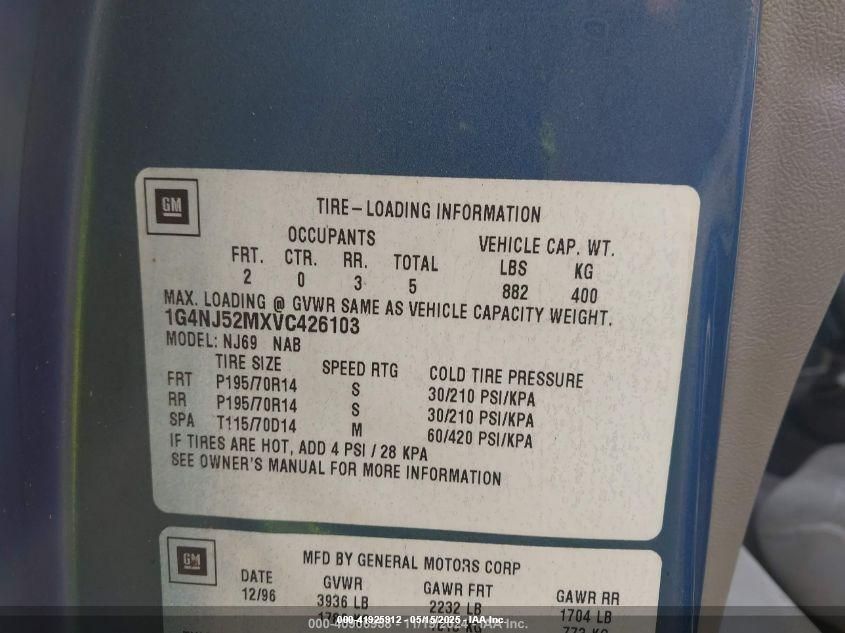 GM
TIRE-LOADING INFORMATION
OCCUPANTS VEHICLE CAP. WT.
FRT. CTR. RR. TOTAL LBS KG
2 0 3 5 882 400
MAX. LOADING @ GVWR SAME AS VEHICLE CAPACITY WEIGHT.
1G4NJ52MXVC426103
MODEL: NJ69 NAB
TIRE SIZE SPEED RTG COLD TIRE PRESSURE
FRT P195/70R14 S 30/210 PSI/KPA
RR P195/70R14 S 30/210 PSI/KPA
SPA T115/70D14 M 60/420 PSI/KPA
IF TIRES ARE HOT, ADD 4 PSI / 28 KPA
SEE OWNER'S MANUAL FOR MORE INFORMATION
GM
MFD BY GENERAL MOTORS CORP
DATE GVWR GAWR FRT GAWR RR
12/96 3936 LB 2232 LB 1704 LB
000-41925912 - 05/15/2025 - IAA Inc.